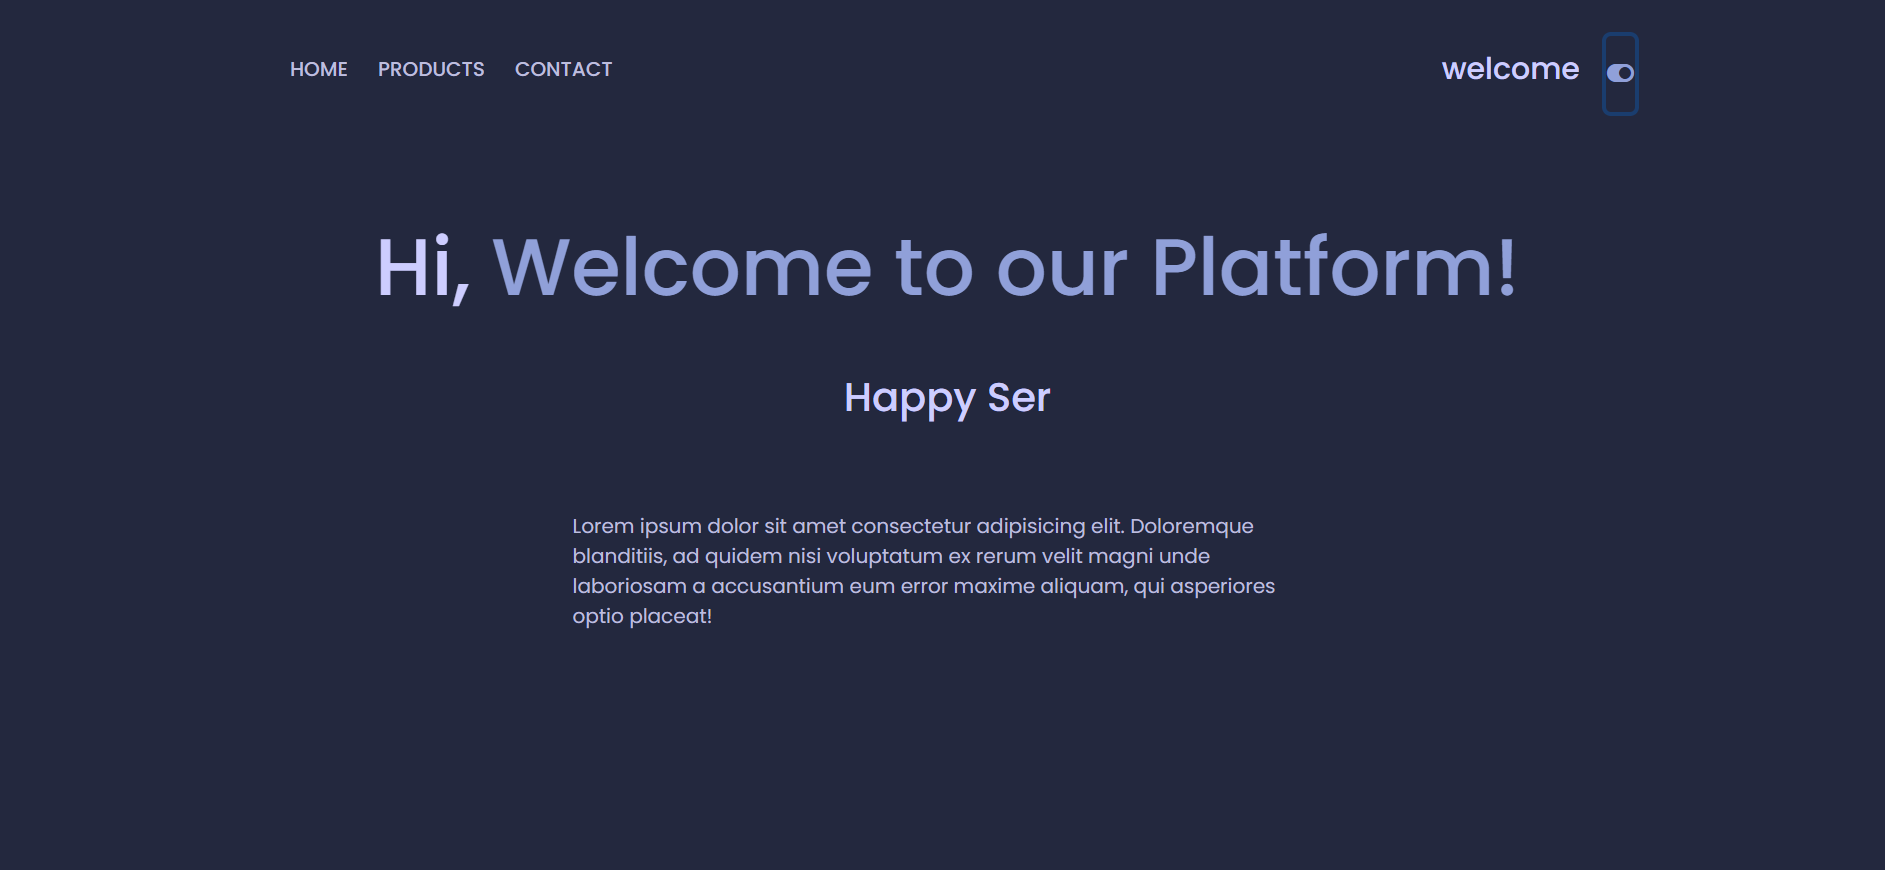 HOME PRODUCTS CONTACT welcome
Hi, Welcome to our Platform!
Happy Ser
Lorem ipsum dolor sit amet consectetur adipisicing elit. Doloremque
blanditiis, ad quidem nisi voluptatum ex rerum velit magni unde
laboriosam a accusantium eum error maxime aliquam, qui asperiores
optio placeat!